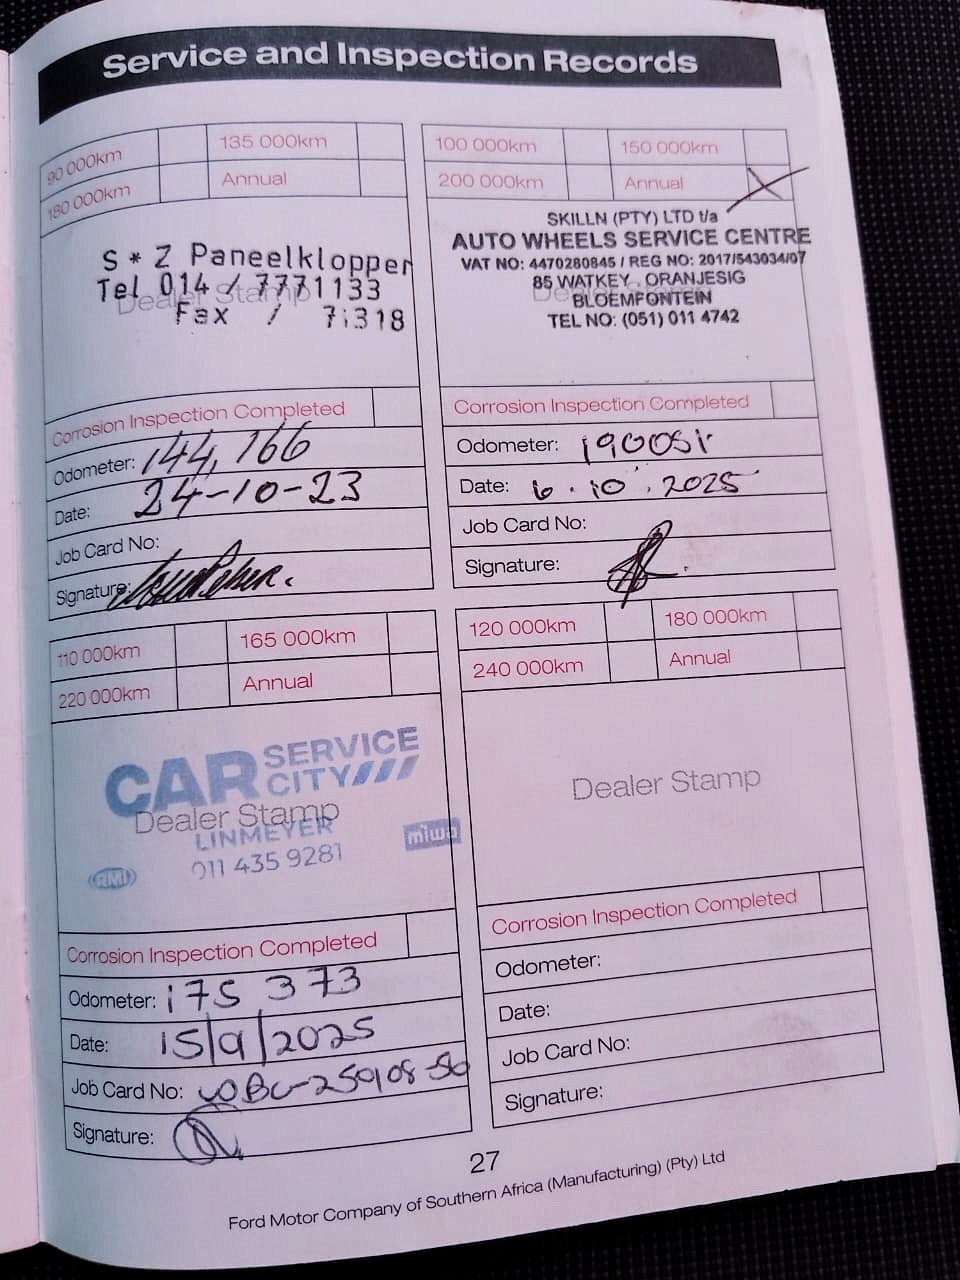 Service and Inspection Records
90 000km
135 000km
180 000km
Annual
S * Z Paneelklopper
Tel 014 / 7771133
Dealer Stamp
Fax / 71318
Corrosion Inspection Completed
Odometer: 144,166
Date: 24-10-23
Job Card No:
Signature:
100 000km
150 000km
200 000km
Annual
SKILLN (PTY) LTD t/a
AUTO WHEELS SERVICE CENTRE
VAT NO: 4470280845 / REG NO: 2017/543034/07
85 WATKEY, ORANJESIG
BLOEMFONTEIN
TEL NO: (051) 011 4742
Corrosion Inspection Completed
Odometer:
Date: 6.10.2025
Job Card No:
Signature:
110 000km
165 000km
220 000km
Annual
CAR SERVICE CITY
Dealer Stamp
LINMEYER
miwa
RMI
011 435 9281
Corrosion Inspection Completed
Odometer: 175 373
Date: 15/9/2025
Job Card No:
Signature:
120 000km
180 000km
240 000km
Annual
Dealer Stamp
Corrosion Inspection Completed
Odometer:
Date:
Job Card No:
Signature:
27
Ford Motor Company of Southern Africa (Manufacturing) (Pty) Ltd